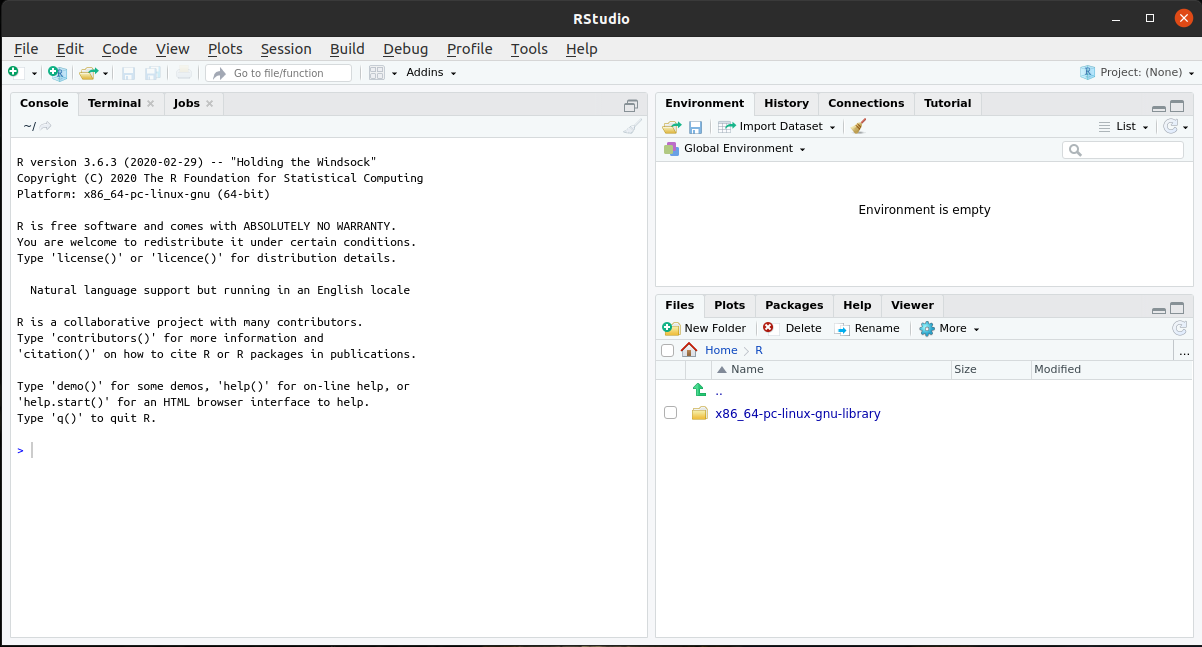 RStudio
File Edit Code View Plots Session Build Debug Profile Tools Help
Go to file/function Addins Project: (None)
Console Terminal Jobs
~/
R version 3.6.3 (2020-02-29) -- "Holding the Windsock"
Copyright (C) 2020 The R Foundation for Statistical Computing
Platform: x86_64-pc-linux-gnu (64-bit)
R is free software and comes with ABSOLUTELY NO WARRANTY.
You are welcome to redistribute it under certain conditions.
Type 'license()' or 'licence()' for distribution details.
Natural language support but running in an English locale
R is a collaborative project with many contributors.
Type 'contributors()' for more information and
'citation()' on how to cite R or R packages in publications.
Type 'demo()' for some demos, 'help()' for on-line help, or
'help.start()' for an HTML browser interface to help.
Type 'q()' to quit R.
>
Environment History Connections Tutorial
Import Dataset List
Global Environment
Environment is empty
Files Plots Packages Help Viewer
New Folder Delete Rename More
Home R ...
Name Size Modified
..
x86_64-pc-linux-gnu-library